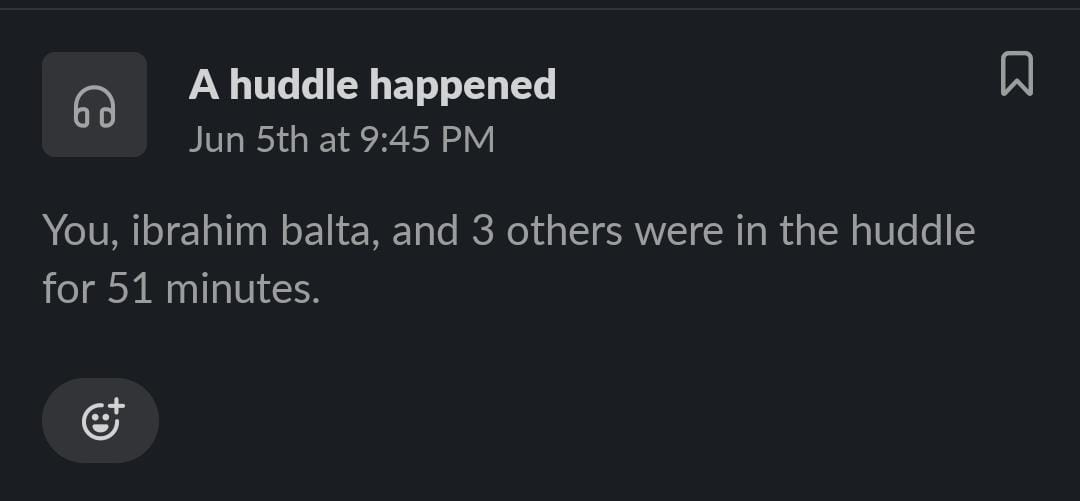 A huddle happened
Jun 5th at 9:45 PM
You, ibrahim balta, and 3 others were in the huddle
for 51 minutes.